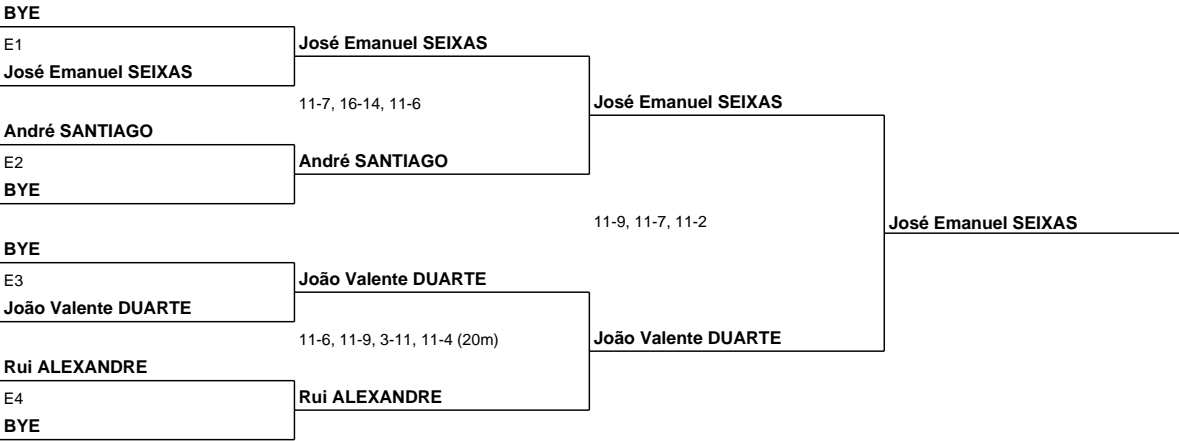 BYE
E1
José Emanuel SEIXAS
José Emanuel SEIXAS
11-7, 16-14, 11-6
José Emanuel SEIXAS
André SANTIAGO
E2
André SANTIAGO
BYE
11-9, 11-7, 11-2
José Emanuel SEIXAS
BYE
E3
João Valente DUARTE
João Valente DUARTE
11-6, 11-9, 3-11, 11-4 (20m)
João Valente DUARTE
Rui ALEXANDRE
E4
Rui ALEXANDRE
BYE